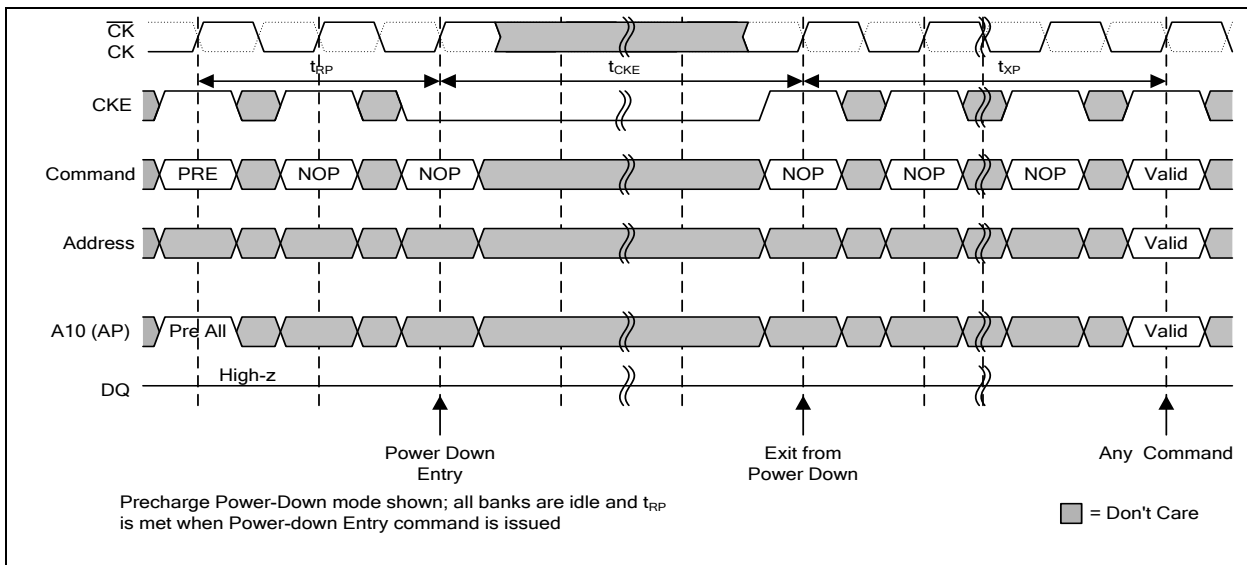 C̅K̅
CK
tRP
tCKE
tXP
CKE
Command
PRE
NOP
NOP
NOP
NOP
NOP
Valid
Address
Valid
A10 (AP)
Pre All
Valid
High-z
DQ
Power Down
Entry
Exit from
Power Down
Any Command
Precharge Power-Down mode shown; all banks are idle and tRP
is met when Power-down Entry command is issued
= Don't Care